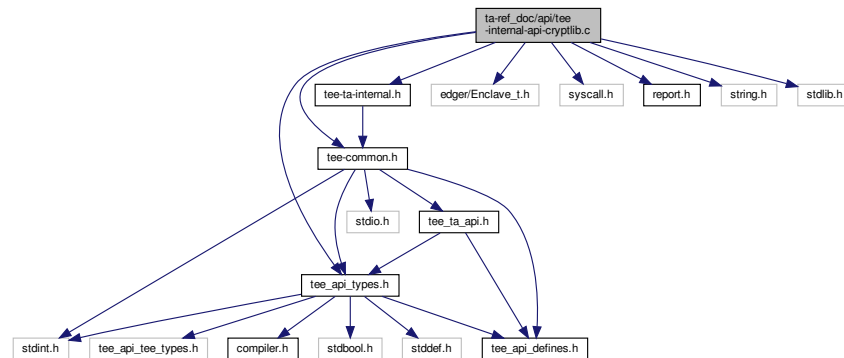 ta-ref_doc/api/tee
-internal-api-cryptlib.c
tee-ta-internal.h
edger/Enclave_t.h
syscall.h
report.h
string.h
stdlib.h
tee-common.h
stdio.h
tee_ta_api.h
tee_api_types.h
stdint.h
tee_api_tee_types.h
compiler.h
stdbool.h
stddef.h
tee_api_defines.h